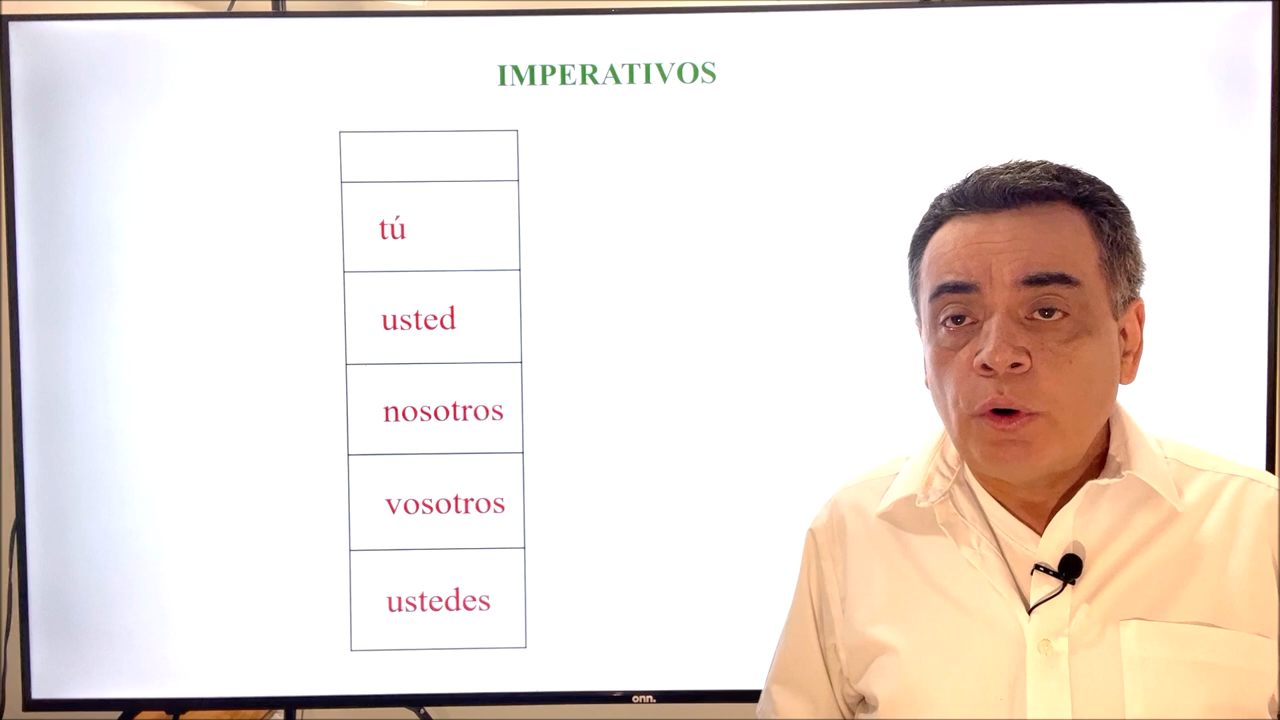 IMPERATIVOS
tú
usted
nosotros
vosotros
ustedes
onn.